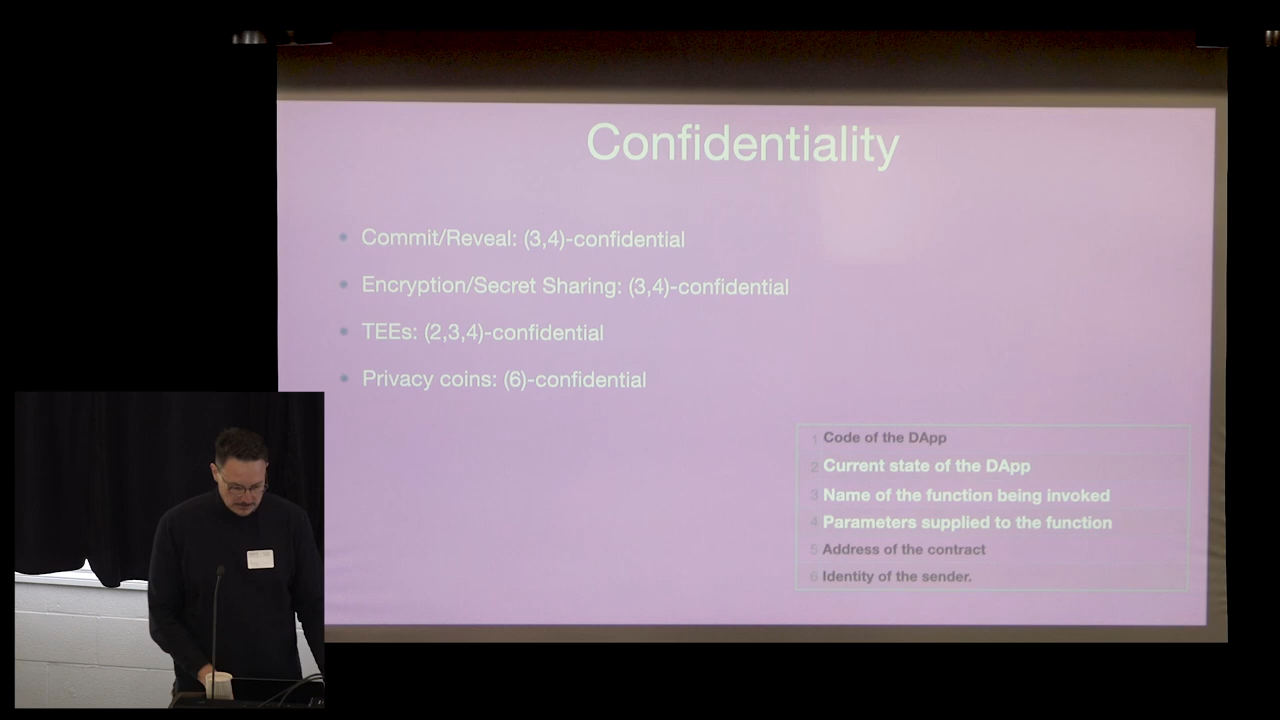 Confidentiality
• Commit/Reveal: (3,4)-confidential
• Encryption/Secret Sharing: (3,4)-confidential
• TEEs: (2,3,4)-confidential
• Privacy coins: (6)-confidential
1 Code of the DApp
2 Current state of the DApp
3 Name of the function being invoked
4 Parameters supplied to the function
5 Address of the contract
6 Identity of the sender.